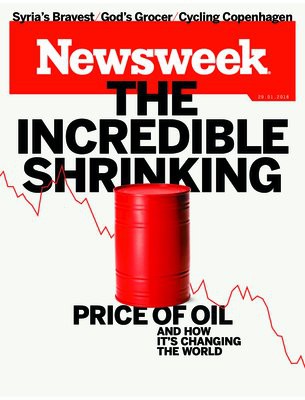 Syria's Bravest/God's Grocer/Cycling Copenhagen
Newsweek
THE
INCREDIBLE
SHRINKING
PRICE OF OIL
AND HOW
IT'S CHANGING
THE WORLD